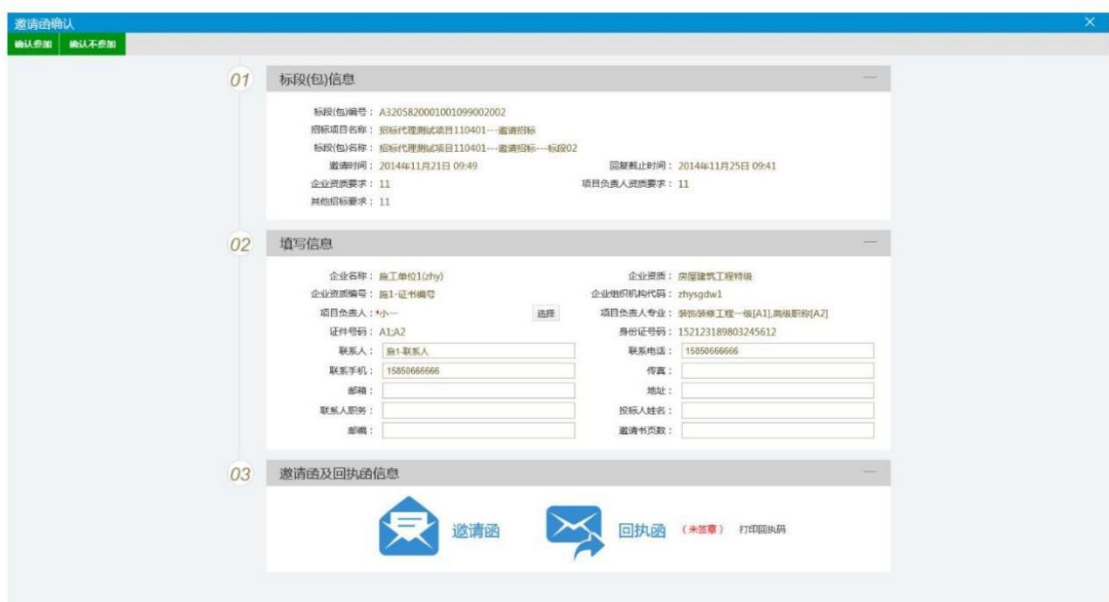 邀请函确认
确认参加 确认不参加
01 标段(包)信息
标段(包)编号： A3205820001001099002002
招标项目名称： 招标代理测试项目110401---邀请招标
标段(包)名称： 招标代理测试项目110401---邀请招标---标段02
邀请时间： 2014年11月21日 09:49 回复截止时间： 2014年11月25日 09:41
企业资质要求： 11 项目负责人资质要求： 11
其他招标要求： 11
02 填写信息
企业名称： 施工单位1(zhy) 企业资质： 房屋建筑工程特级
企业资质编号： 施1-证书编号 企业组织机构代码： zhysgdw1
项目负责人：*小一 选择 项目负责人专业： 装饰装修工程一级[A1],高级职称[A2]
证件号码： A1;A2 身份证号码： 152123189803245612
联系人： 施1-联系人 联系电话： 15850666666
联系手机： 15850666666 传真：
邮箱： 地址：
联系人职务： 投标人姓名：
邮编： 邀请书页数：
03 邀请函及回执函信息
邀请函 回执函 （未签章） 打印回执码